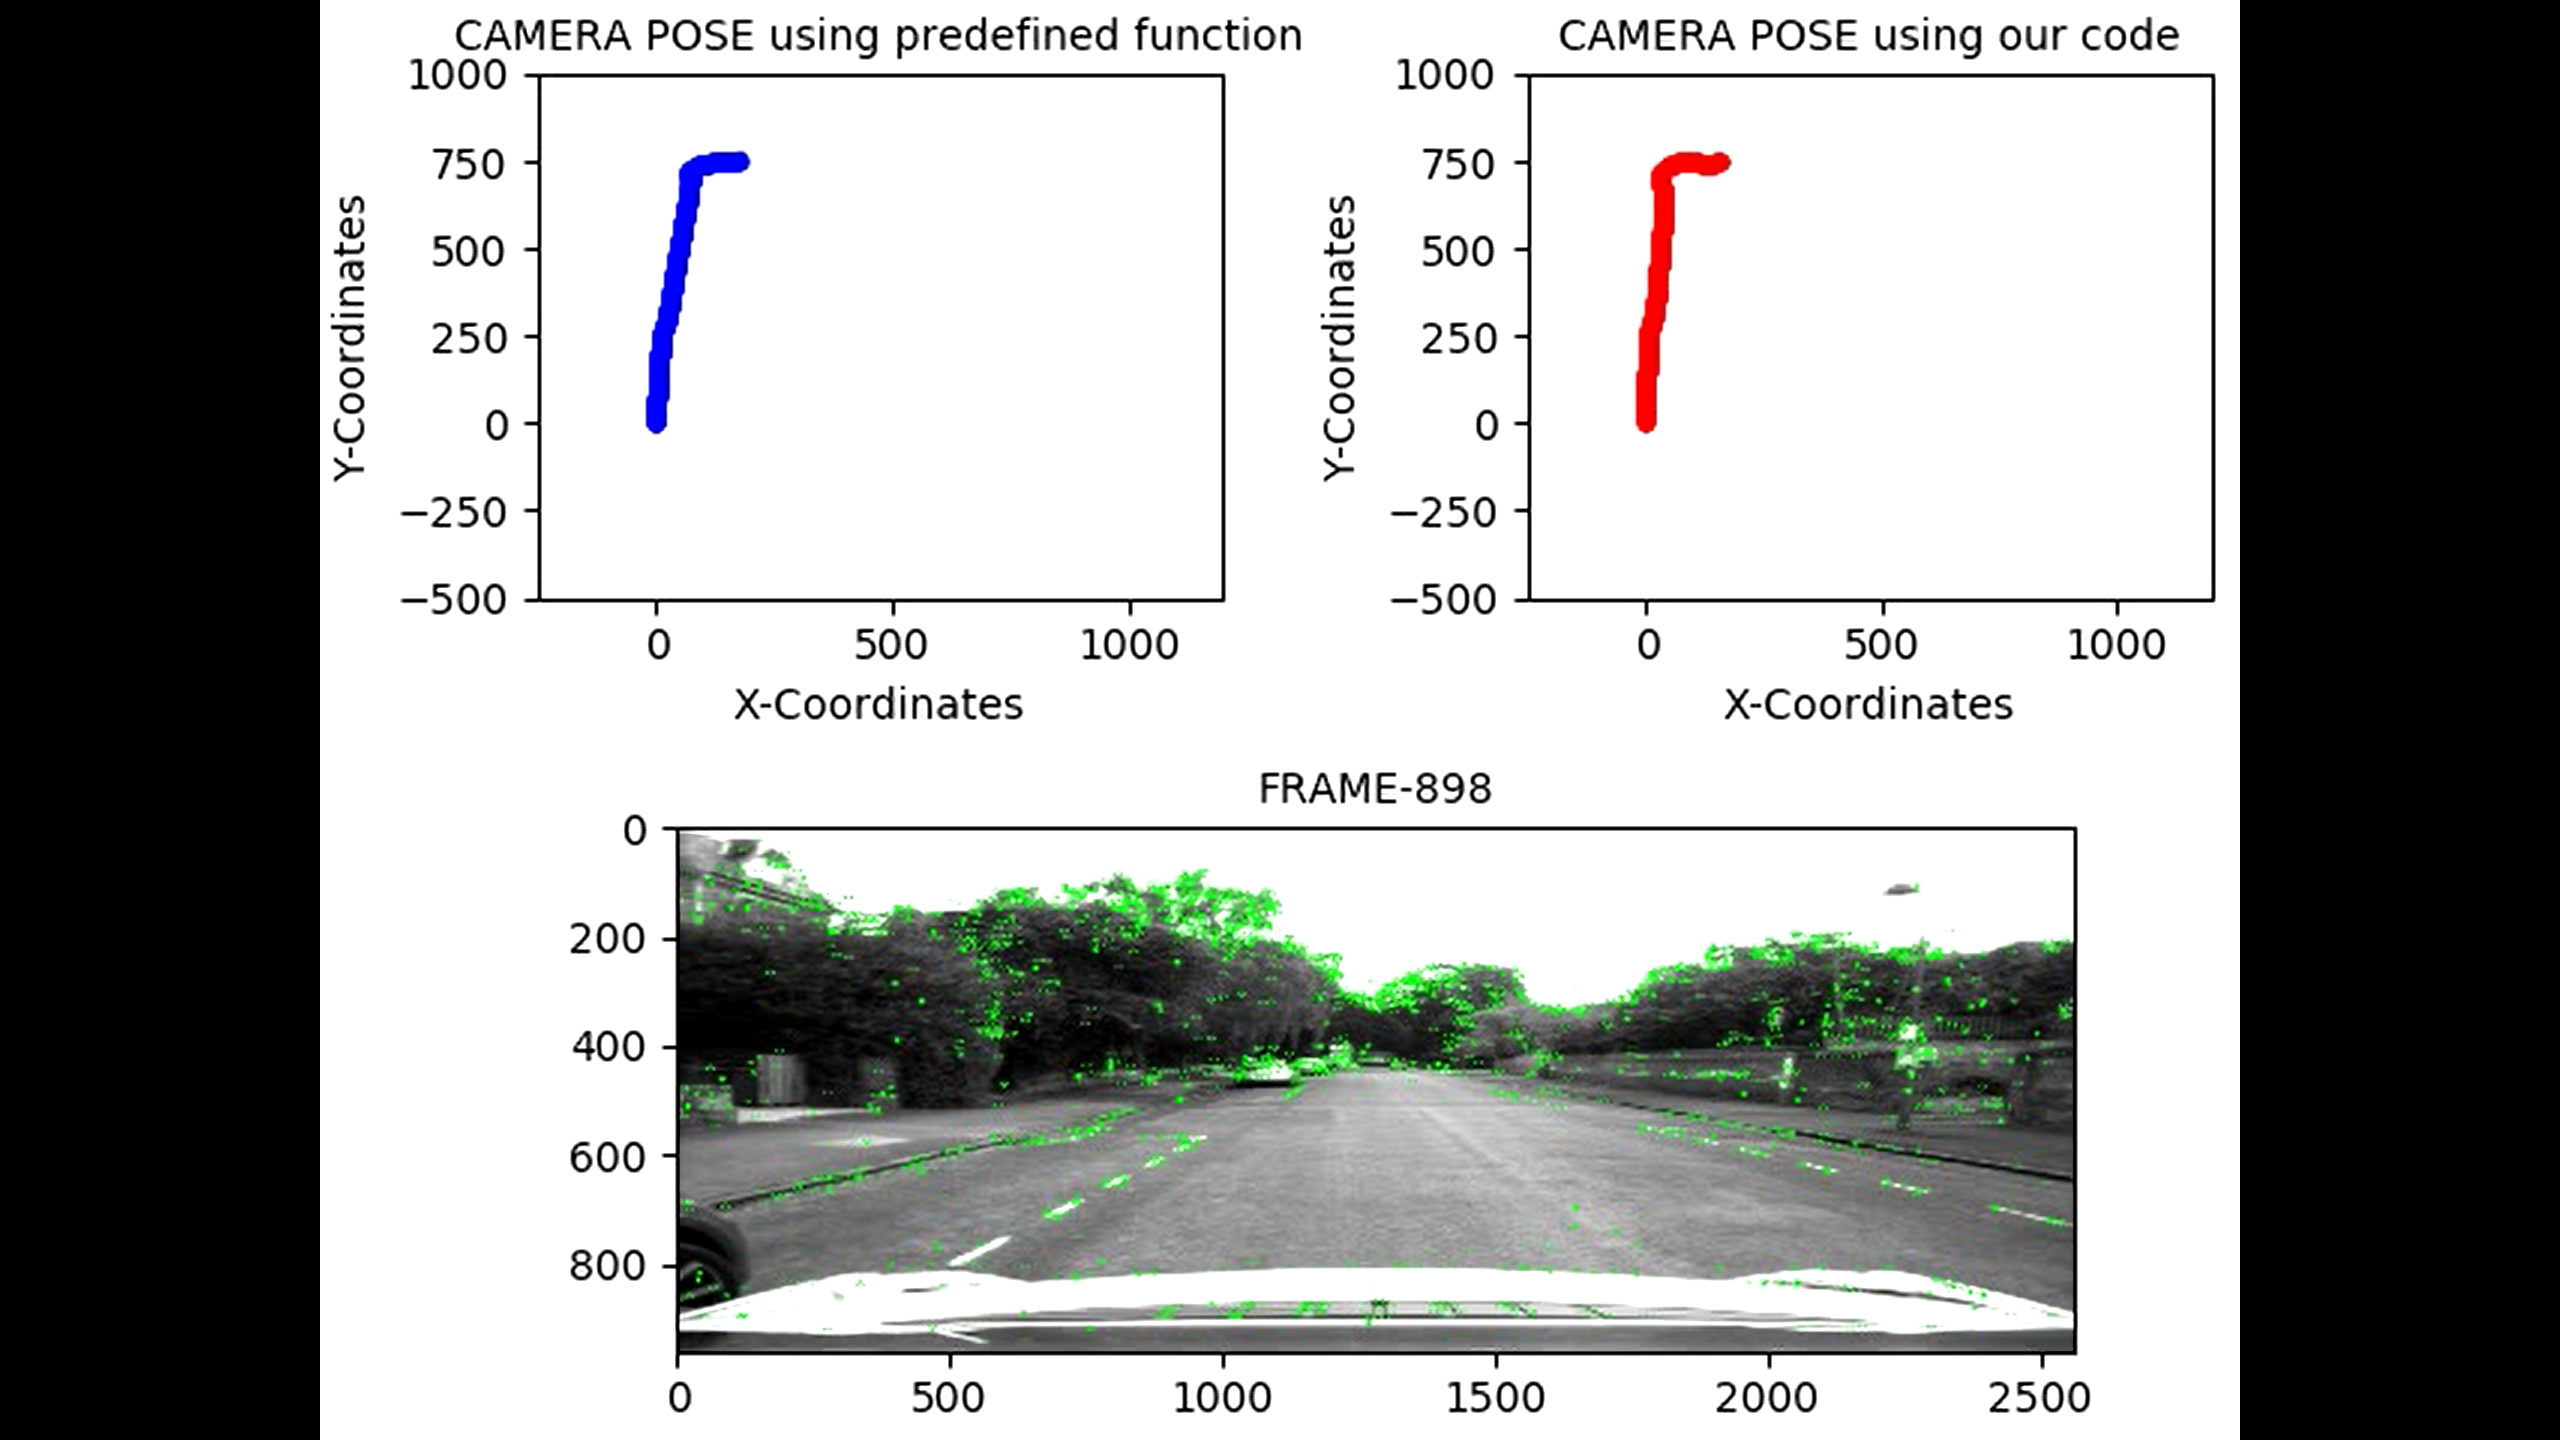 CAMERA POSE using predefined function
1000
750
500
250
0
−250
−500
Y-Coordinates
0 500 1000
X-Coordinates
CAMERA POSE using our code
1000
750
500
250
0
−250
−500
Y-Coordinates
0 500 1000
X-Coordinates
FRAME-898
0
200
400
600
800
0 500 1000 1500 2000 2500